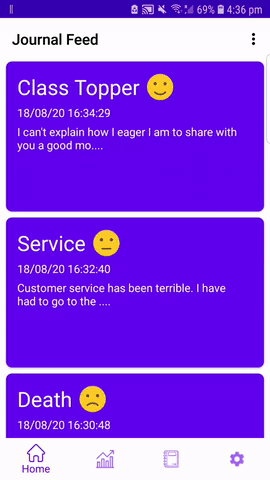 69% 4:36 pm
Journal Feed
Class Topper
18/08/20 16:34:29
I can't explain how I eager I am to share with
you a good mo....
Service
18/08/20 16:32:40
Customer service has been terrible. I have
had to go to the ....
Death
18/08/20 16:30:48
Home